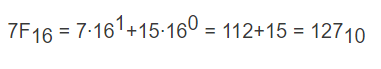 7F₁₆ = 7·16¹+15·16⁰ = 112+15 = 127₁₀